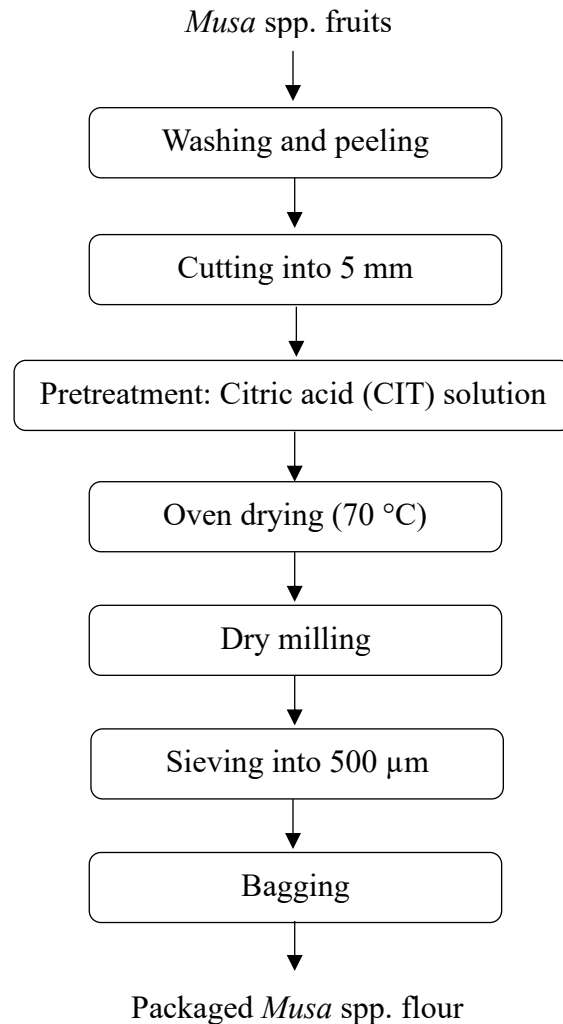 Musa spp. fruits
Washing and peeling
Cutting into 5 mm
Pretreatment: Citric acid (CIT) solution
Oven drying (70 °C)
Dry milling
Sieving into 500 µm
Bagging
Packaged Musa spp. flour